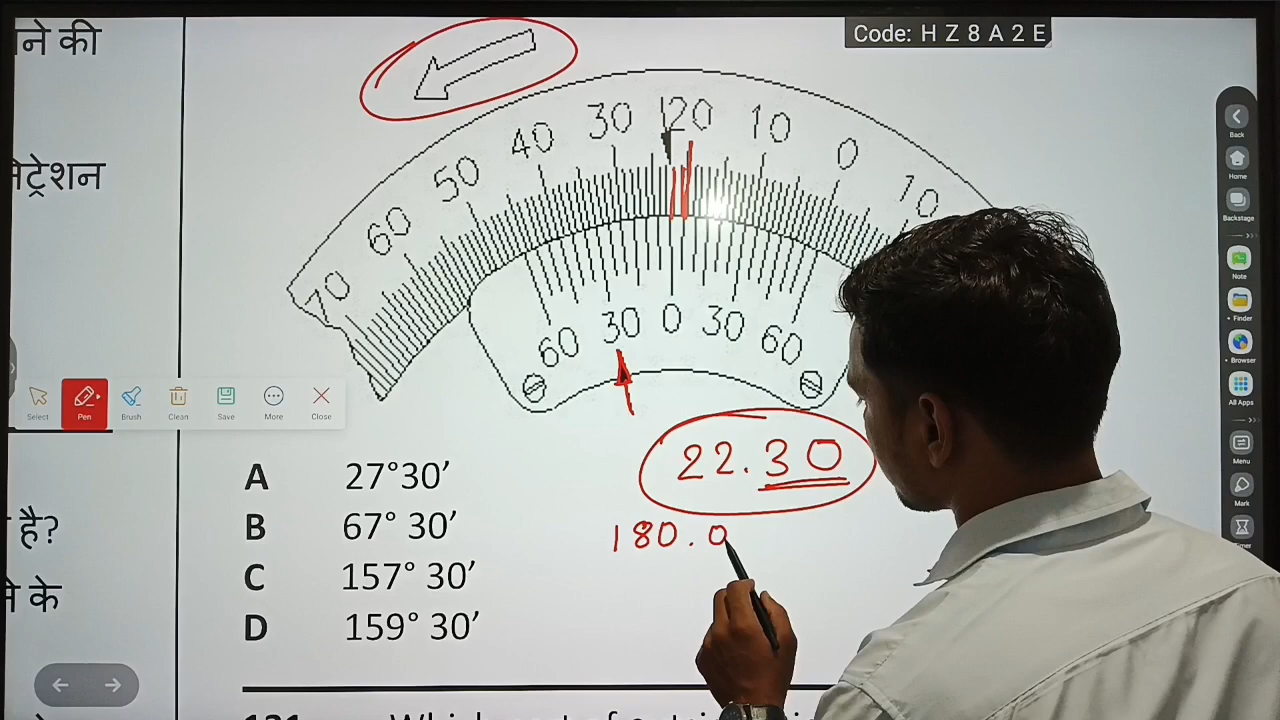 ने की
Code: H Z 8 A 2 E
मेट्रेशन
70 60 50 40 30 20 10 0 10
60 30 0 30 60
22.30
180.0
A 27°30′
B 67° 30′
C 157° 30′
D 159° 30′
है?
के
Select Pen Brush Clean Save More Close
Back
Home
Backstage
Note
Finder
Browser
All Apps
Menu
Mark
Timer